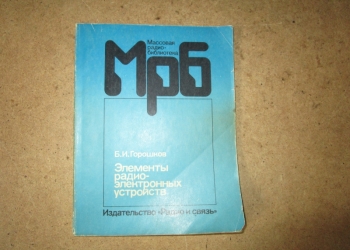 Массовая
радио-
библиотека
Мрб
Б.И.Горошков
Элементы
радио-
электронных
устройств
Издательство «Радио и связь»